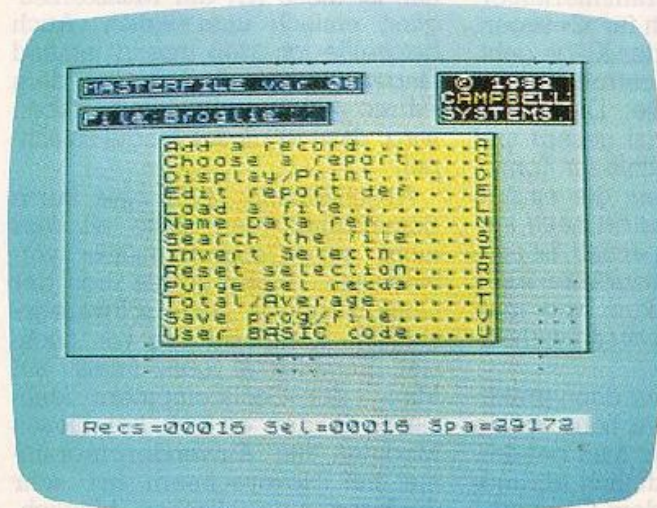 MASTERFILE ver 06
© 1982
CAMPBELL
SYSTEMS
File:Broglie
Add a record.......A
Choose a report....C
Display/Print......D
Edit report def....E
Load a file........L
Name Data ref......N
Search the file....S
Invert Selectn.....I
Reset selection....R
Purge sel recds....P
Total/Average......T
Save prog/file.....V
User BASIC code....U
Recs=00016 Sel=00016 Spa=29172